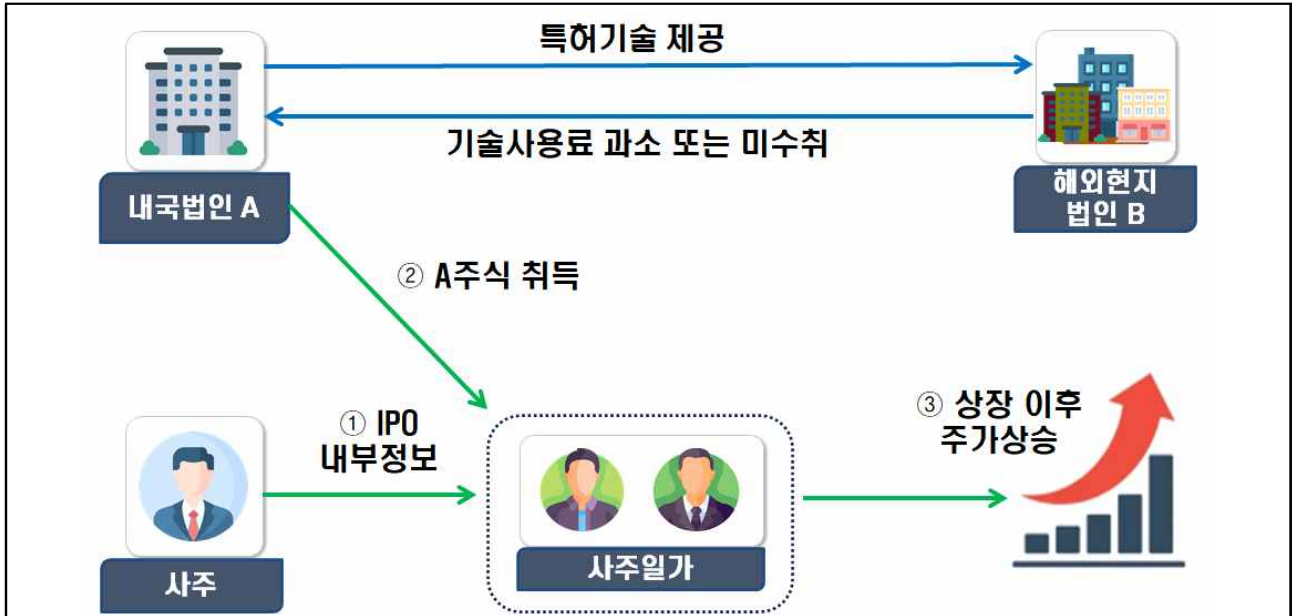 특허기술 제공
기술사용료 과소 또는 미수취
내국법인 A
해외현지
법인 B
② A주식 취득
① IPO
내부정보
③ 상장 이후
주가상승
사주
사주일가